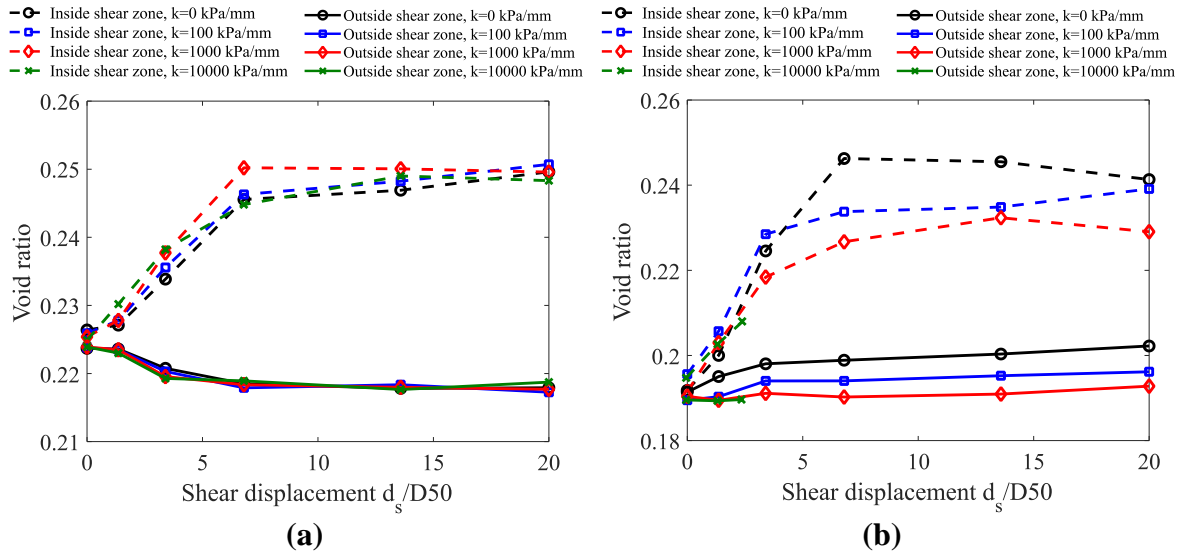 (a)
Inside shear zone, k=0 kPa/mm
Inside shear zone, k=100 kPa/mm
Inside shear zone, k=1000 kPa/mm
Inside shear zone, k=10000 kPa/mm
Outside shear zone, k=0 kPa/mm
Outside shear zone, k=100 kPa/mm
Outside shear zone, k=1000 kPa/mm
Outside shear zone, k=10000 kPa/mm
0.26
0.25
0.24
0.23
0.22
0.21
Void ratio
0 5 10 15 20
Shear displacement d_s/D50
(a)
(b)
Inside shear zone, k=0 kPa/mm
Inside shear zone, k=100 kPa/mm
Inside shear zone, k=1000 kPa/mm
Inside shear zone, k=10000 kPa/mm
Outside shear zone, k=0 kPa/mm
Outside shear zone, k=100 kPa/mm
Outside shear zone, k=1000 kPa/mm
Outside shear zone, k=10000 kPa/mm
0.26
0.24
0.22
0.2
0.18
Void ratio
0 5 10 15 20
Shear displacement d_s/D50
(b)